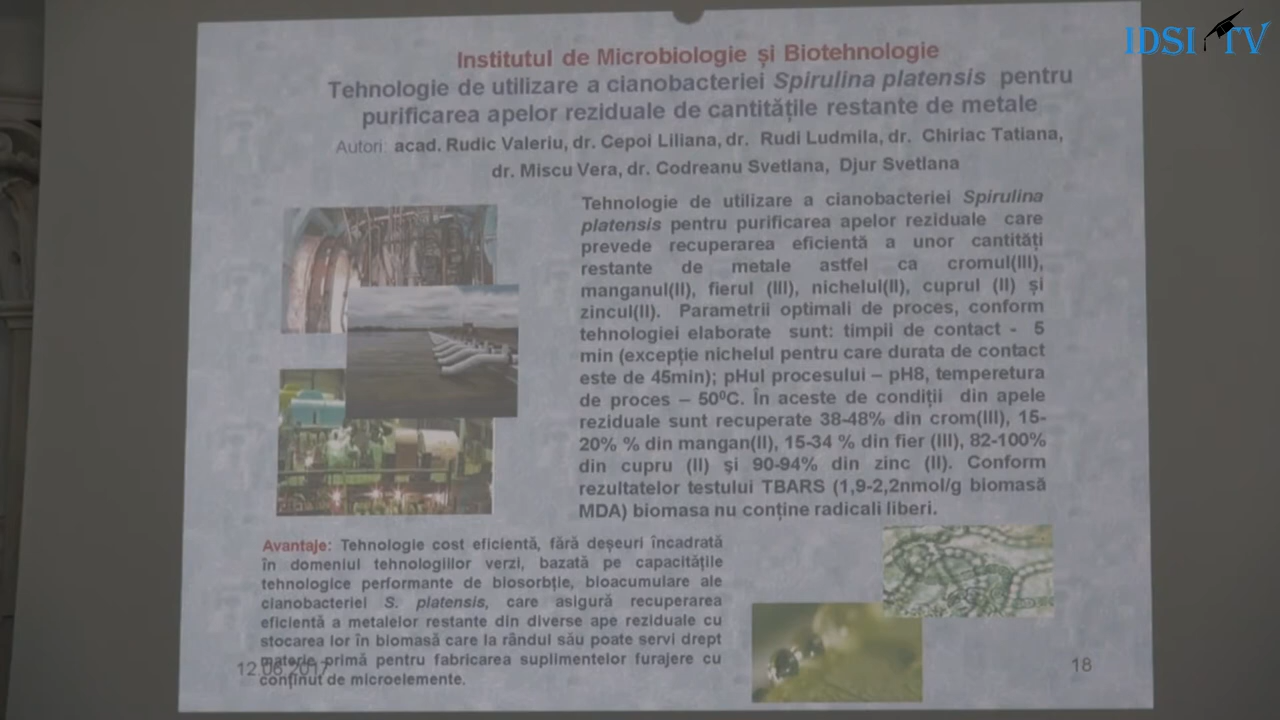 IDSI TV
Institutul de Microbiologie și Biotehnologie
Tehnologie de utilizare a cianobacteriei Spirulina platensis pentru
purificarea apelor reziduale de cantitățile restante de metale
Autori: acad. Rudic Valeriu, dr. Cepoi Liliana, dr. Rudi Ludmila, dr. Chiriac Tatiana,
dr. Miscu Vera, dr. Codreanu Svetlana, Djur Svetlana
Tehnologie de utilizare a cianobacteriei Spirulina
platensis pentru purificarea apelor reziduale care
prevede recuperarea eficientă a unor cantități
restante de metale astfel ca cromul(III),
manganul(II), fierul (III), nichelul(II), cuprul (II) și
zincul(II). Parametrii optimali de proces, conform
tehnologiei elaborate sunt: timpii de contact - 5
min (excepție nichelul pentru care durata de contact
este de 45min); pHul procesului – pH8, temperetura
de proces – 50⁰C. În aceste de condiții din apele
reziduale sunt recuperate 38-48% din crom(III), 15-
20% % din mangan(II), 15-34 % din fier (III), 82-100%
din cupru (II) și 90-94% din zinc (II). Conform
rezultatelor testului TBARS (1,9-2,2nmol/g biomasă
MDA) biomasa nu conține radicali liberi.
Avantaje: Tehnologie cost eficientă, fără deșeuri încadrată
în domeniul tehnologiilor verzi, bazată pe capacitățile
tehnologice performante de biosorbție, bioacumulare ale
cianobacteriei S. platensis, care asigură recuperarea
eficientă a metalelor restante din diverse ape reziduale cu
stocarea lor în biomasă care la rândul său poate servi drept
materie primă pentru fabricarea suplimentelor furajere cu
conținut de microelemente.
12.06.2017
18